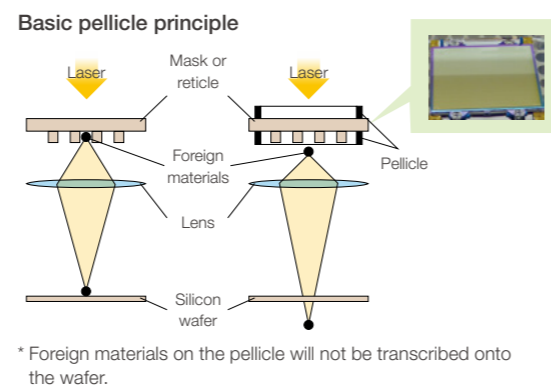 Basic pellicle principle
Laser
Mask or
reticle
Laser
Foreign
materials
Pellicle
Lens
Silicon
wafer
* Foreign materials on the pellicle will not be transcribed onto
the wafer.